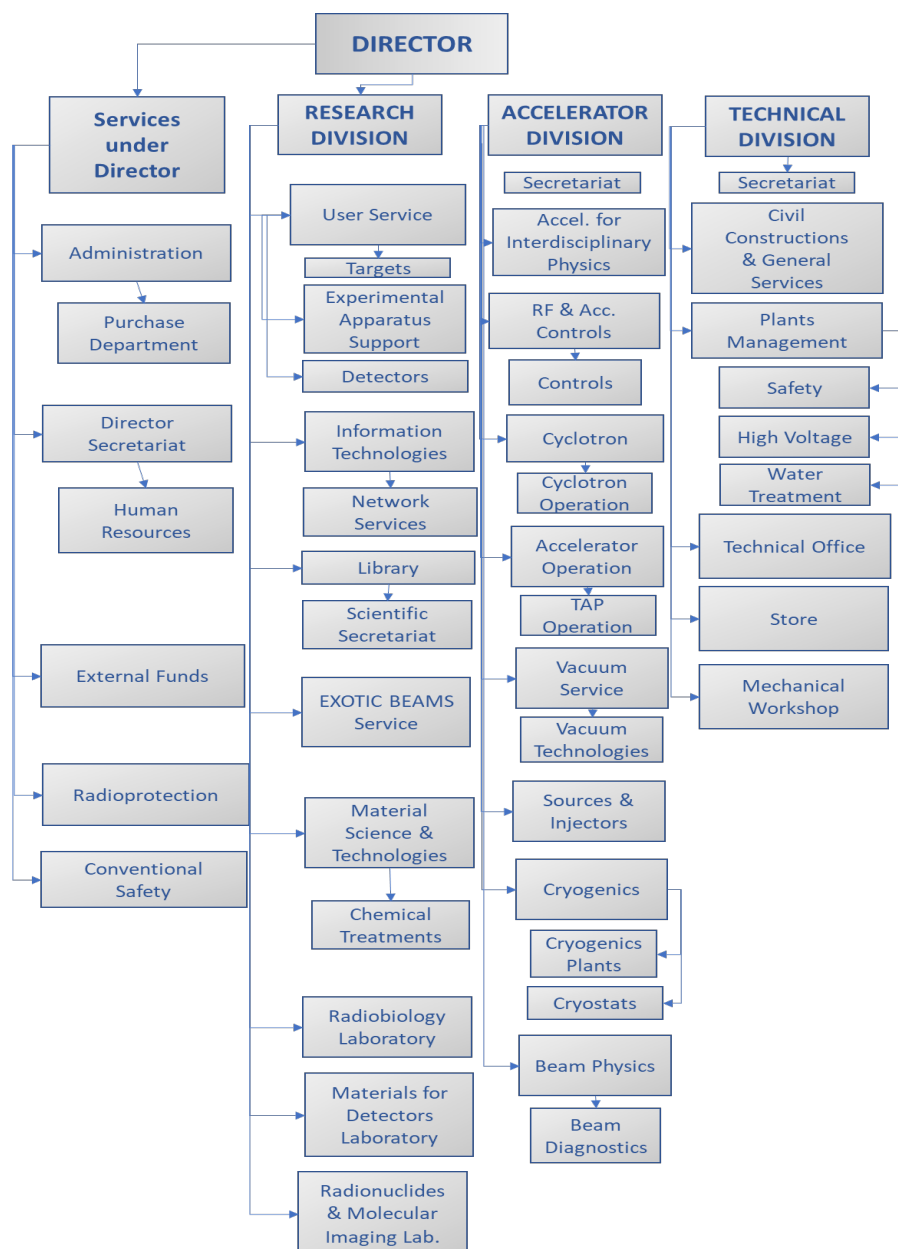 DIRECTOR
Services
under
Director
Administration
Purchase
Department
Director
Secretariat
Human
Resources
External Funds
Radioprotection
Conventional
Safety
RESEARCH
DIVISION
User Service
Targets
Experimental
Apparatus
Support
Detectors
Information
Technologies
Network
Services
Library
Scientific
Secretariat
EXOTIC BEAMS
Service
Material
Science &
Technologies
Chemical
Treatments
Radiobiology
Laboratory
Materials for
Detectors
Laboratory
Radionuclides
& Molecular
Imaging Lab.
ACCELERATOR
DIVISION
Secretariat
Accel. for
Interdisciplinary
Physics
RF & Acc.
Controls
Controls
Cyclotron
Cyclotron
Operation
Accelerator
Operation
TAP
Operation
Vacuum
Service
Vacuum
Technologies
Sources &
Injectors
Cryogenics
Cryogenics
Plants
Cryostats
Beam Physics
Beam
Diagnostics
TECHNICAL
DIVISION
Secretariat
Civil
Constructions
& General
Services
Plants
Management
Safety
High Voltage
Water
Treatment
Technical Office
Store
Mechanical
Workshop